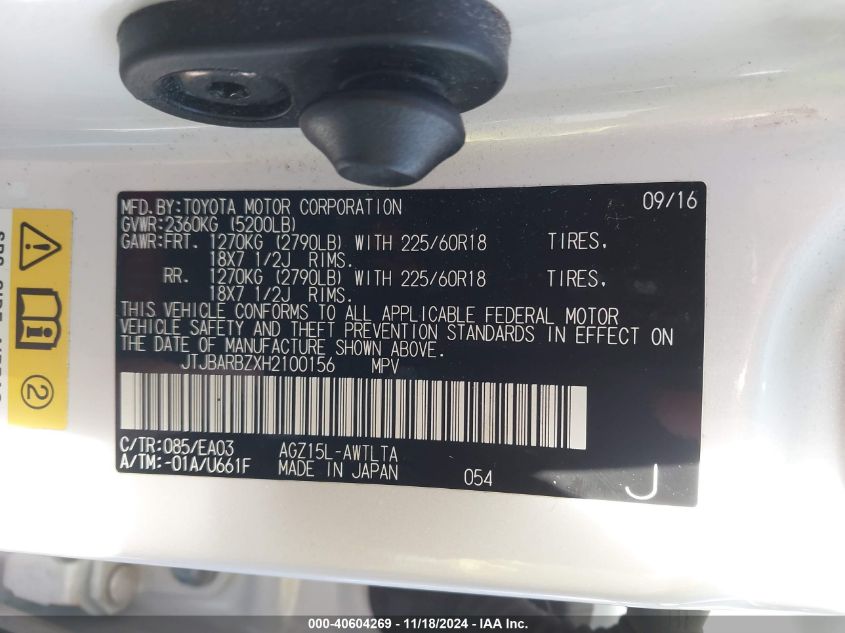 MFD.BY:TOYOTA MOTOR CORPORATION 09/16
GVWR:2360KG (5200LB)
GAWR:FRT. 1270KG (2790LB) WITH 225/60R18 TIRES,
18X7 1/2J RIMS.
RR. 1270KG (2790LB) WITH 225/60R18 TIRES,
18X7 1/2J RIMS.
THIS VEHICLE CONFORMS TO ALL APPLICABLE FEDERAL MOTOR
VEHICLE SAFETY AND THEFT PREVENTION STANDARDS IN EFFECT ON
THE DATE OF MANUFACTURE SHOWN ABOVE.
JTJBARBZXH2100156 MPV
C/TR:085/EA03 AGZ15L-AWTLTA
A/TM:-01A/U661F MADE IN JAPAN 054
J
2
000-40604269 - 11/18/2024 - IAA Inc.